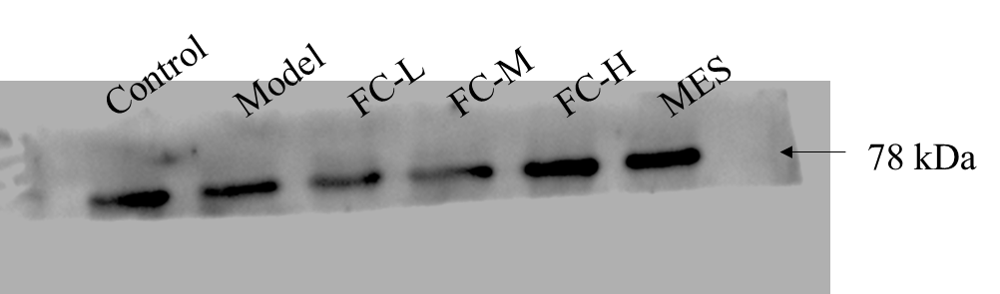 Control
Model
FC-L
FC-M
FC-H
MES
78 kDa